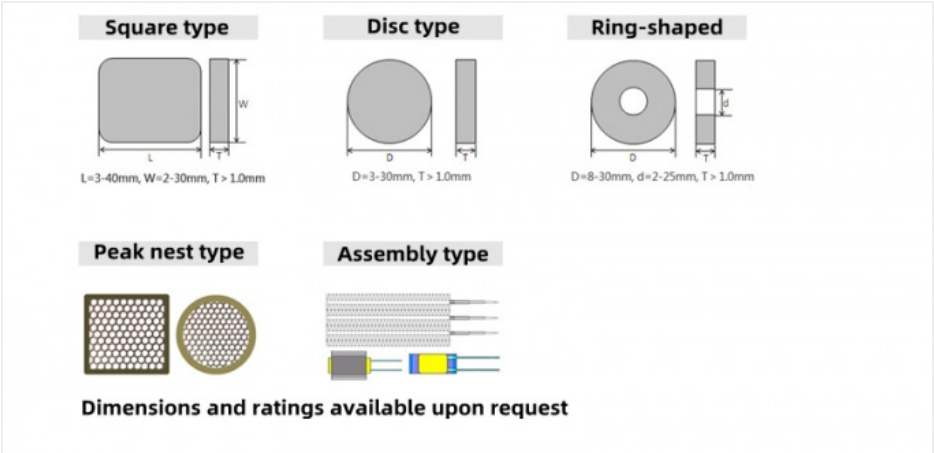 Square type
Disc type
Ring-shaped
W
L
T
D
T
D
T
d
L=3-40mm, W=2-30mm, T > 1.0mm
D=3-30mm, T > 1.0mm
D=8-30mm, d=2-25mm, T > 1.0mm
Peak nest type
Assembly type
Dimensions and ratings available upon request